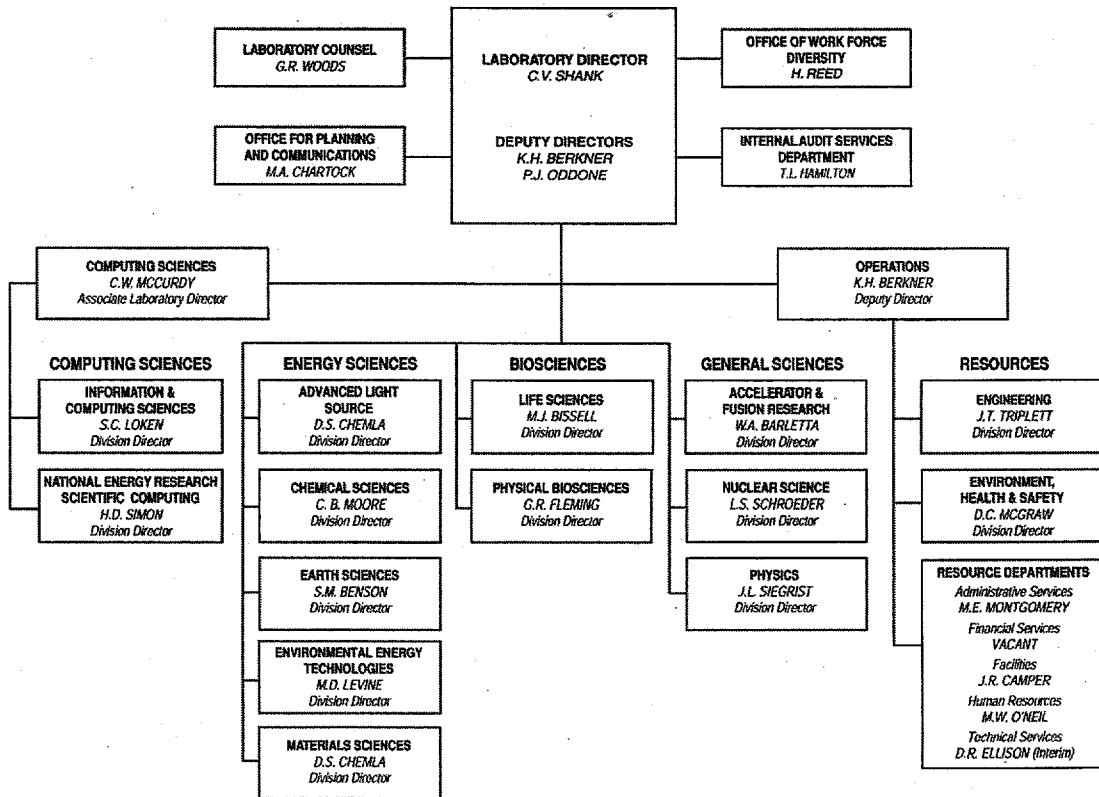 LABORATORY COUNSEL
G.R. WOODS
LABORATORY DIRECTOR
C.V. SHANK
OFFICE OF WORK FORCE
DIVERSITY
H. REED
OFFICE FOR PLANNING
AND COMMUNICATIONS
M.A. CHARTOCK
DEPUTY DIRECTORS
K.H. BERKNER
P.J. ODDONE
INTERNAL AUDIT SERVICES
DEPARTMENT
T.L. HAMILTON
COMPUTING SCIENCES
C.W. MCCURDY
Associate Laboratory Director
OPERATIONS
K.H. BERKNER
Deputy Director
COMPUTING SCIENCES
INFORMATION &
COMPUTING SCIENCES
S.C. LOKEN
Division Director
NATIONAL ENERGY RESEARCH
SCIENTIFIC COMPUTING
H.D. SIMON
Division Director
ENERGY SCIENCES
ADVANCED LIGHT
SOURCE
D.S. CHEMLA
Division Director
CHEMICAL SCIENCES
C. B. MOORE
Division Director
EARTH SCIENCES
S.M. BENSON
Division Director
ENVIRONMENTAL ENERGY
TECHNOLOGIES
M.D. LEVINE
Division Director
MATERIALS SCIENCES
D.S. CHEMLA
Division Director
BIOSCIENCES
LIFE SCIENCES
M.J. BISSELL
Division Director
PHYSICAL BIOSCIENCES
G.R. FLEMING
Division Director
GENERAL SCIENCES
ACCELERATOR &
FUSION RESEARCH
W.A. BARLETTA
Division Director
NUCLEAR SCIENCE
L.S. SCHROEDER
Division Director
PHYSICS
J.L. SIEGRIST
Division Director
RESOURCES
ENGINEERING
J.T. TRIPLETT
Division Director
ENVIRONMENT,
HEALTH & SAFETY
D.C. MCGRAW
Division Director
RESOURCE DEPARTMENTS
Administrative Services
M.E. MONTGOMERY
Financial Services
VACANT
Facilities
J.R. CAMPER
Human Resources
M.W. O'NEIL
Technical Services
D.R. ELLISON (Interim)